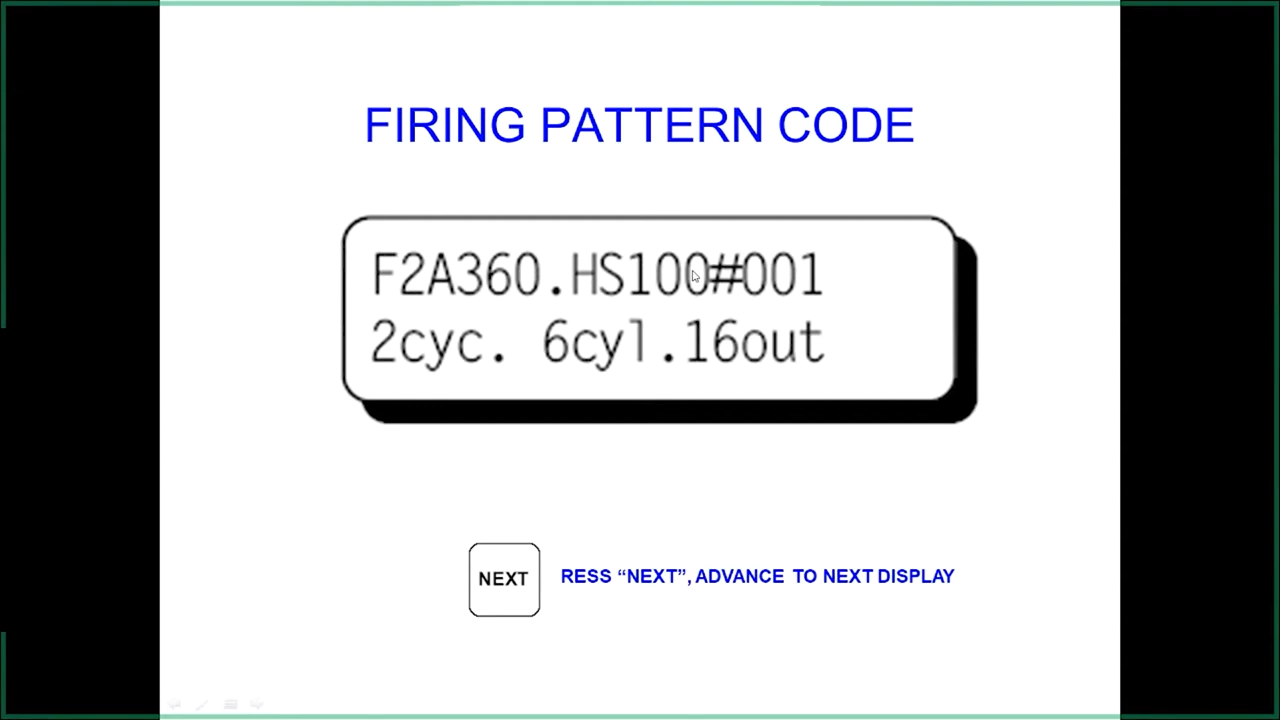 FIRING PATTERN CODE
F2A360.HS100#001
2cyc. 6cyl.16out
NEXT
RESS “NEXT”, ADVANCE TO NEXT DISPLAY